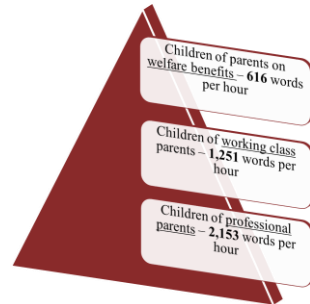 Children of parents on
welfare benefits – 616 words
per hour
Children of working class
parents – 1,251 words per
hour
Children of professional
parents – 2,153 words per
hour